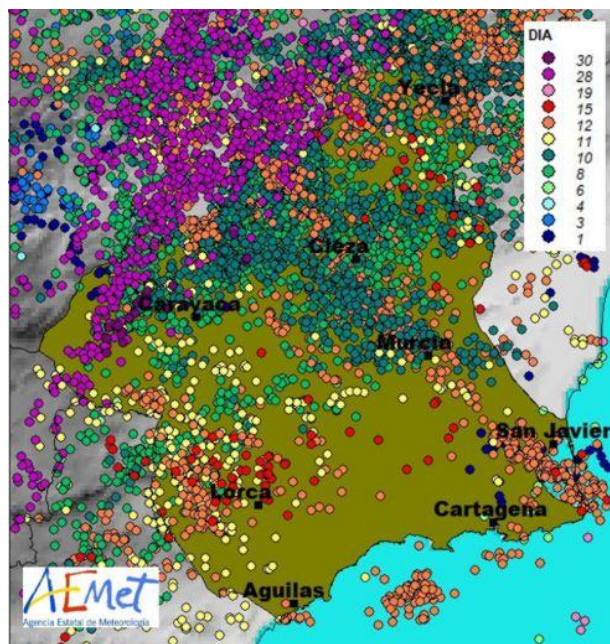 DIA
30
28
19
15
12
11
10
8
6
4
3
1
Yecla
Cieza
Caravaca
Murcia
San Javier
Lorca
Cartagena
Aguilas
AEMet
Agencia Estatal de Meteorología